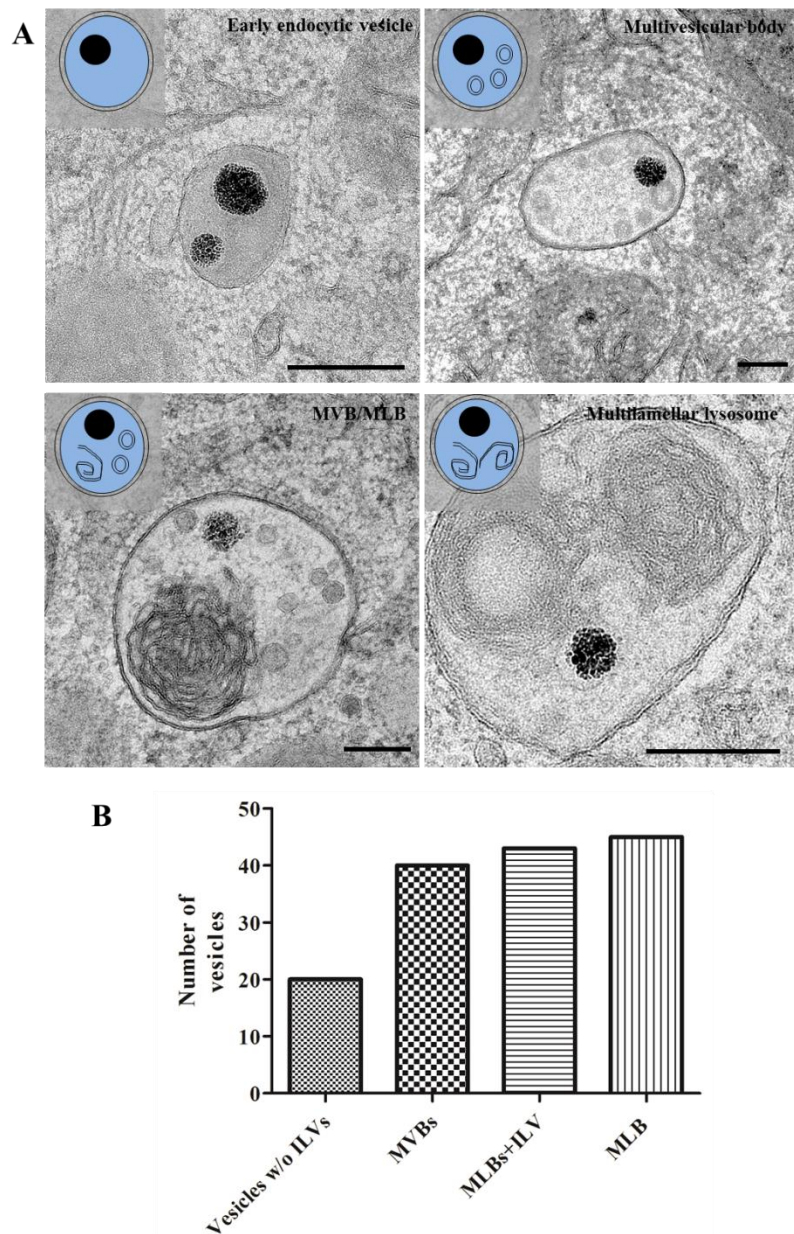 A
Early endocytic vesicle
Multivesicular body
MVB/MLB
Multilamellar lysosome
B
50
40
30
20
10
0
Number of
vesicles
Vesicles w/o ILVs
MVBs
MLBs+ILV
MLB